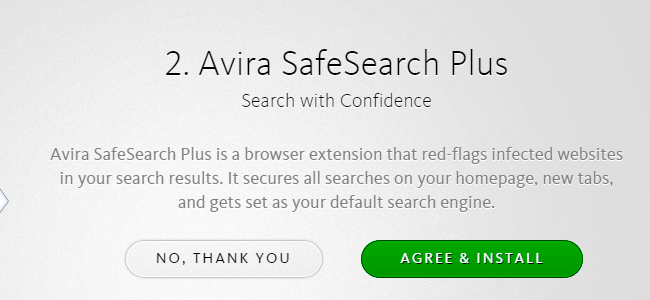 2. Avira SafeSearch Plus
Search with Confidence
Avira SafeSearch Plus is a browser extension that red-flags infected websites
in your search results. It secures all searches on your homepage, new tabs,
and gets set as your default search engine.
NO, THANK YOU
AGREE & INSTALL